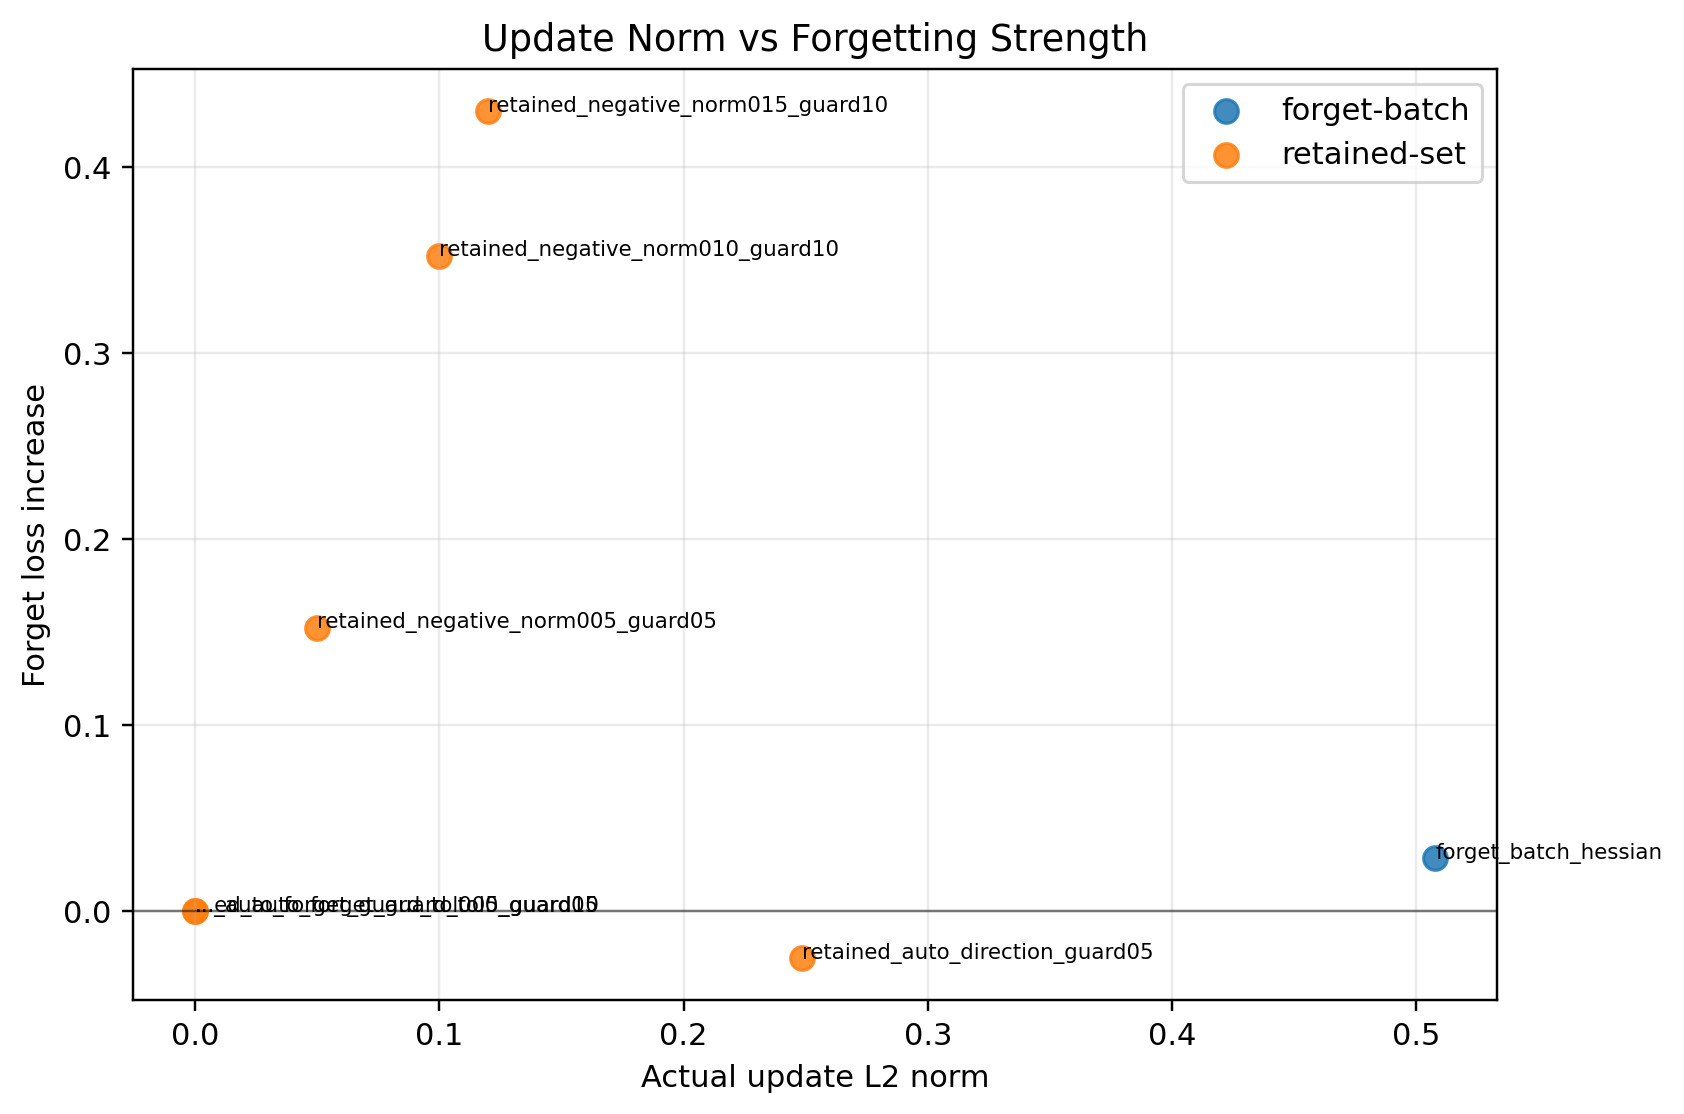 Update Norm vs Forgetting Strength
forget-batch
retained-set
retained_negative_norm015_guard10
retained_negative_norm010_guard10
retained_negative_norm005_guard05
forget_batch_hessian
retained_auto_direction_guard05
Forget loss increase
0.4
0.3
0.2
0.1
0.0
0.0 0.1 0.2 0.3 0.4 0.5
Actual update L2 norm